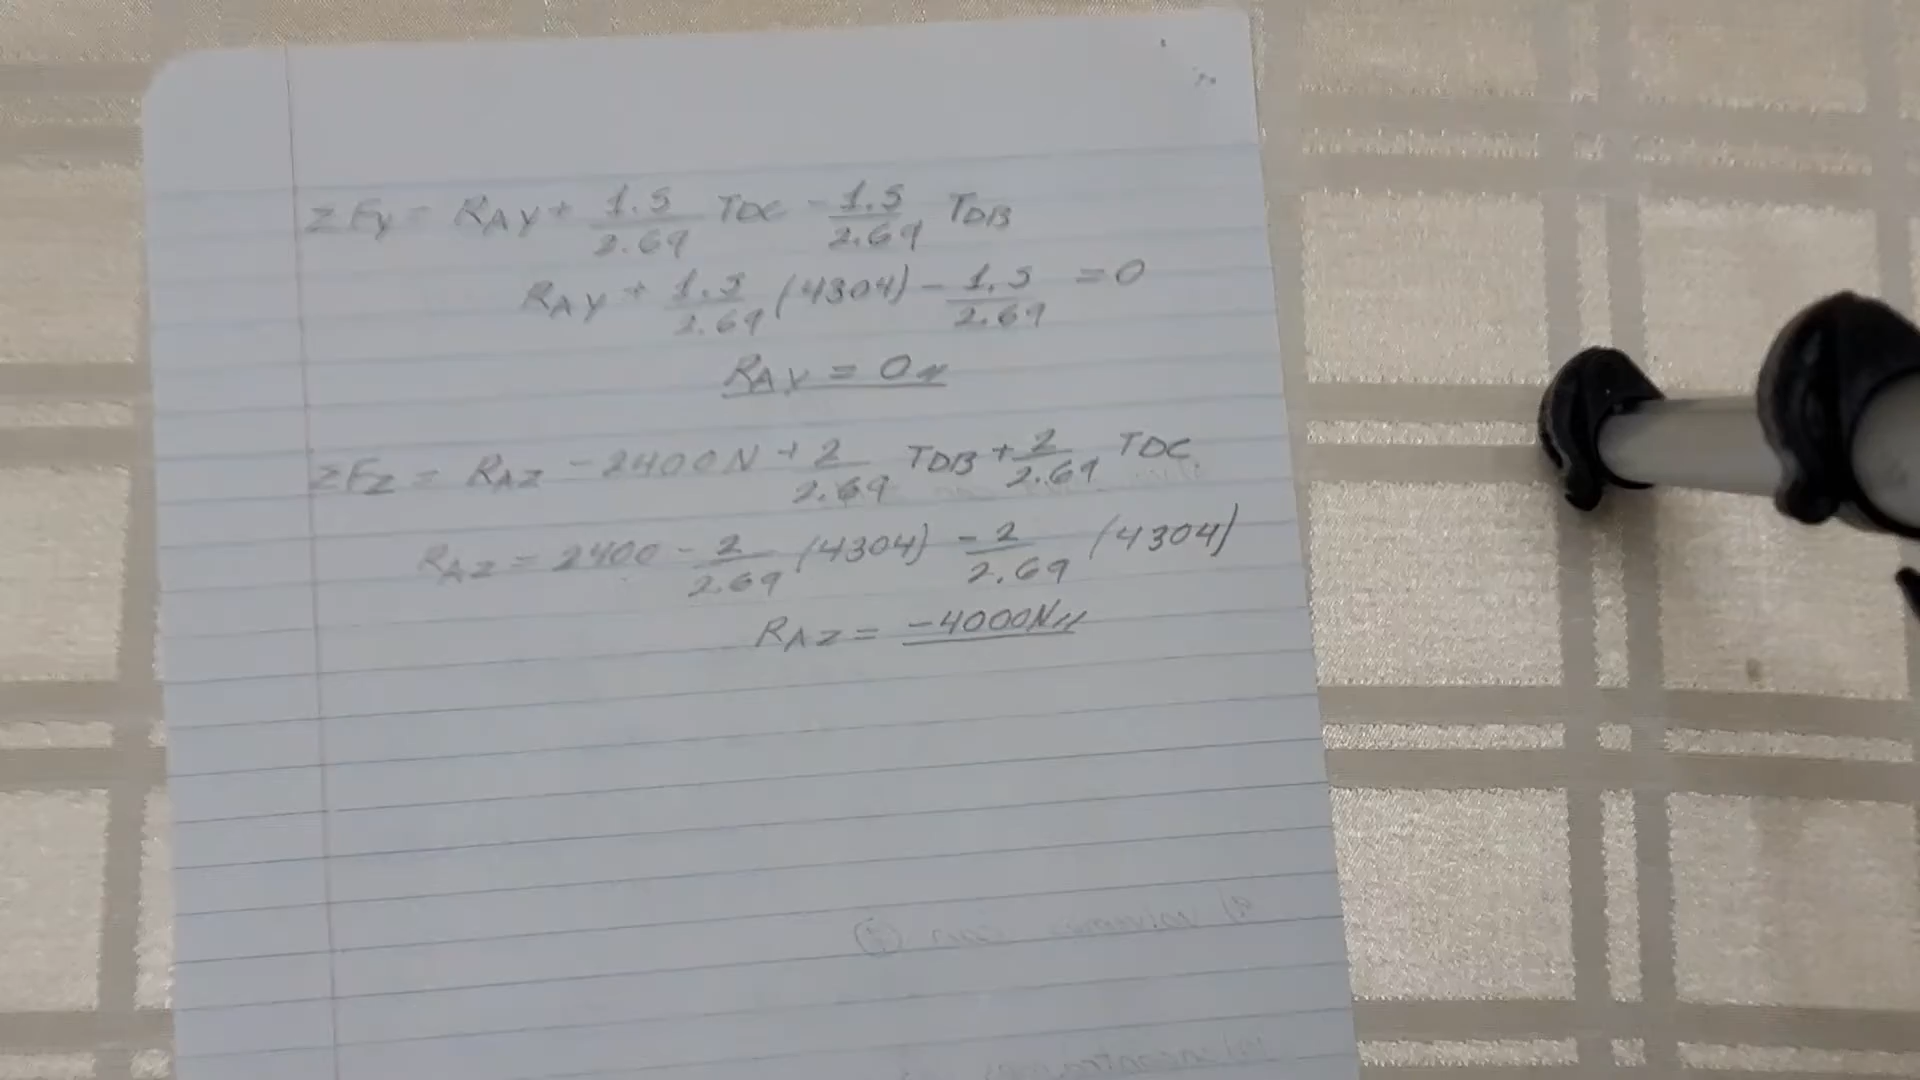 ΣFy = RAy + 1.5/2.69 TDC - 1.5/2.69 TDB
RAy + 1.5/2.69 (4304) - 1.5/2.69 = 0
RAy = 0N
ΣFz = RAz - 2400N + 2/2.69 TDB + 2/2.69 TDC
RAz = 2400 - 2/2.69 (4304) - 2/2.69 (4304)
RAz = -4000N